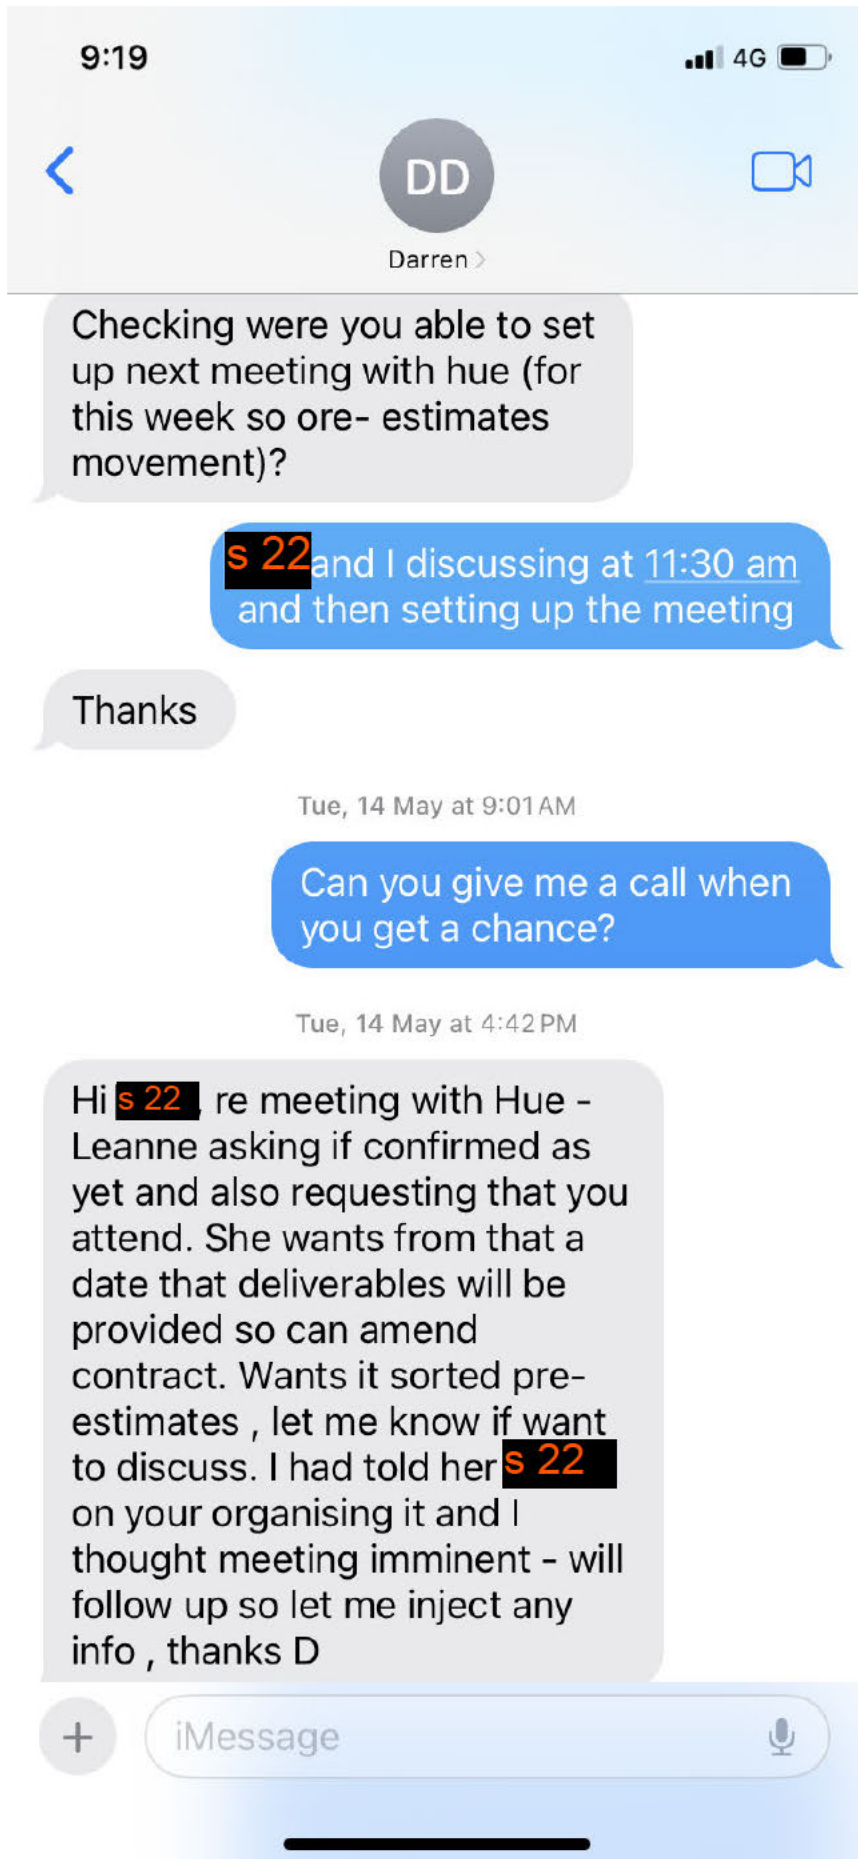 9:19
4G
DD
Darren
Checking were you able to set
up next meeting with hue (for
this week so ore- estimates
movement)?
s 22 and I discussing at 11:30 am
and then setting up the meeting
Thanks
Tue, 14 May at 9:01 AM
Can you give me a call when
you get a chance?
Tue, 14 May at 4:42 PM
Hi s 22 , re meeting with Hue -
Leanne asking if confirmed as
yet and also requesting that you
attend. She wants from that a
date that deliverables will be
provided so can amend
contract. Wants it sorted pre-
estimates , let me know if want
to discuss. I had told her s 22
on your organising it and I
thought meeting imminent - will
follow up so let me inject any
info , thanks D
iMessage